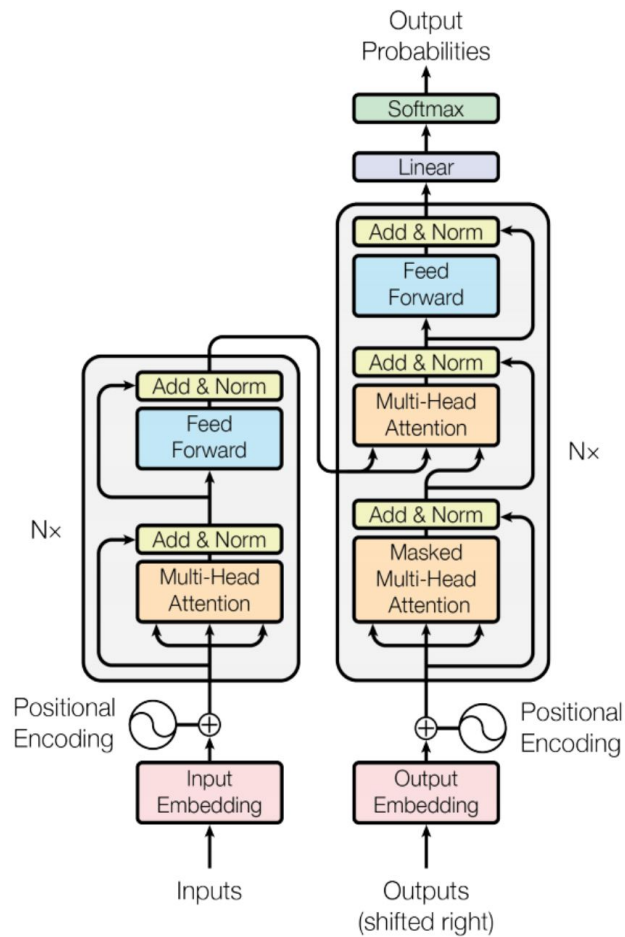 Output
Probabilities
Softmax
Linear
Add & Norm
Feed
Forward
Add & Norm
Multi-Head
Attention
Add & Norm
Masked
Multi-Head
Attention
Nx
Positional
Encoding
Output
Embedding
Outputs
(shifted right)
Add & Norm
Feed
Forward
Add & Norm
Multi-Head
Attention
Nx
Positional
Encoding
Input
Embedding
Inputs